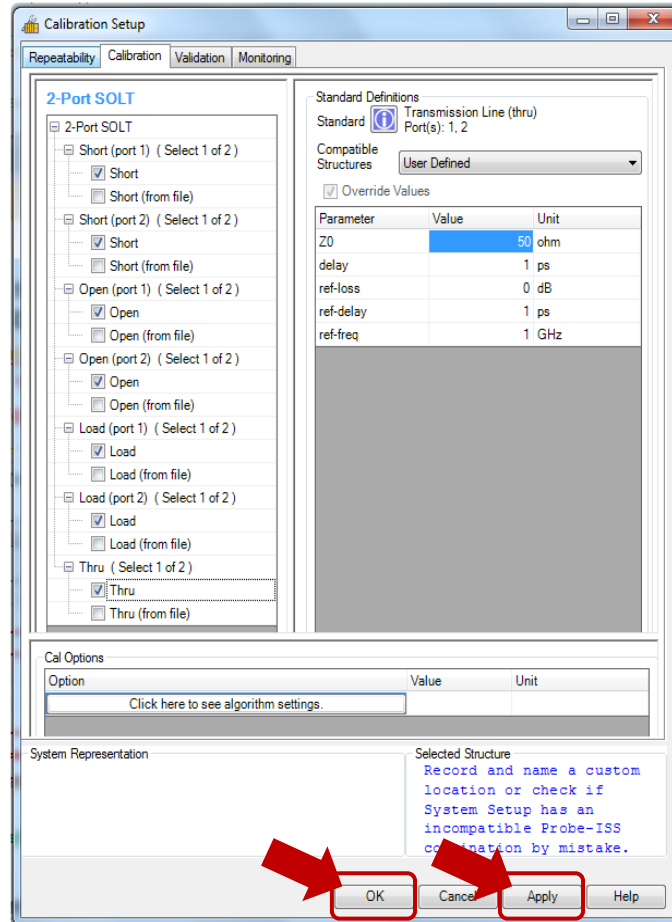 Calibration Setup
Repeatability Calibration Validation Monitoring
2-Port SOLT
2-Port SOLT
Short (port 1) ( Select 1 of 2 )
Short
Short (from file)
Short (port 2) ( Select 1 of 2 )
Short
Short (from file)
Open (port 1) ( Select 1 of 2 )
Open
Open (from file)
Open (port 2) ( Select 1 of 2 )
Open
Open (from file)
Load (port 1) ( Select 1 of 2 )
Load
Load (from file)
Load (port 2) ( Select 1 of 2 )
Load
Load (from file)
Thru ( Select 1 of 2 )
Thru
Thru (from file)
Standard Definitions
Standard Transmission Line (thru)
Port(s): 1, 2
Compatible
Structures User Defined
Override Values
Parameter Value Unit
Z0 50 ohm
delay 1 ps
ref-loss 0 dB
ref-delay 1 ps
ref-freq 1 GHz
Cal Options
Option Value Unit
Click here to see algorithm settings.
System Representation
Selected Structure
Record and name a custom
location or check if
System Setup has an
incompatible Probe-ISS
combination by mistake.
OK Cancel Apply Help